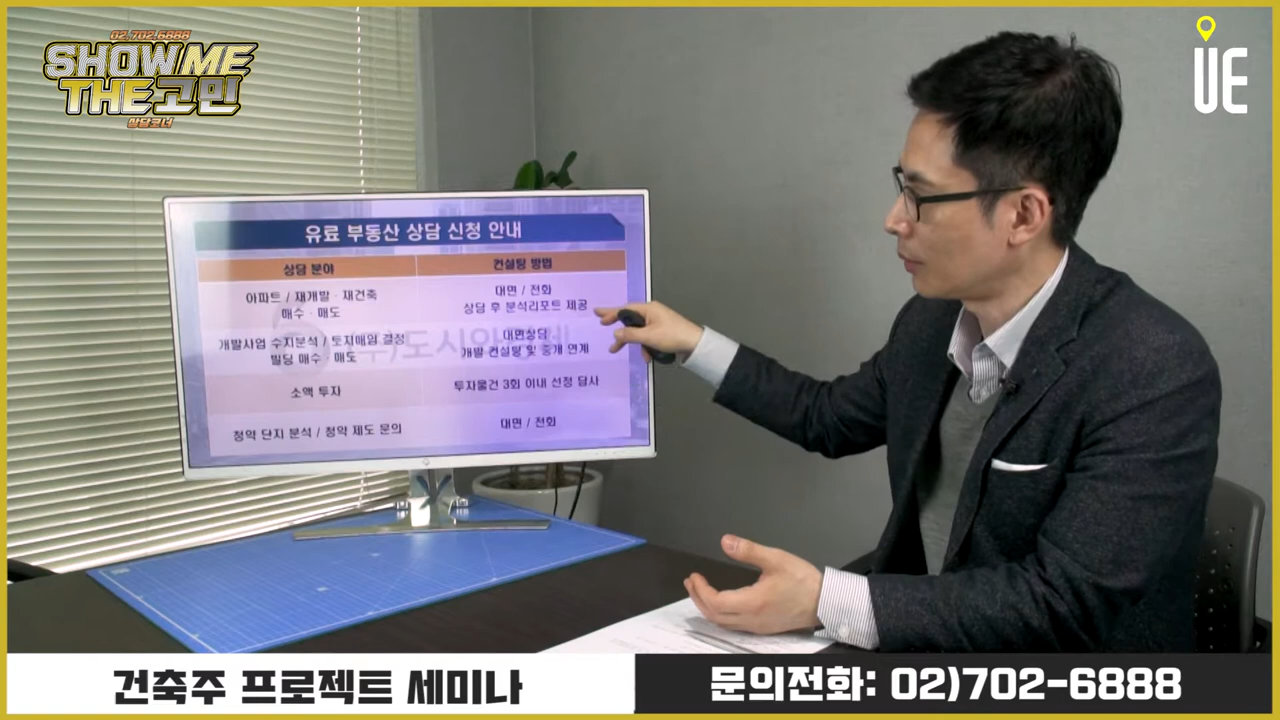 02.702.6888
SHOW ME
THE 고민
상담코너
UE
유료 부동산 상담 신청 안내
상담 분야
컨설팅 방법
아파트 / 재개발 · 재건축
매수 · 매도
대면 / 전화
상담 후 분석리포트 제공
개발사업 수지분석 / 토지매입 결정
빌딩 매수 · 매도
대면상담
개발 컨설팅 및 중개 연계
소액 투자
투자물건 3회 이내 선정 답사
청약 단지 분석 / 청약 제도 문의
대면 / 전화
건축주 프로젝트 세미나
문의전화: 02)702-6888